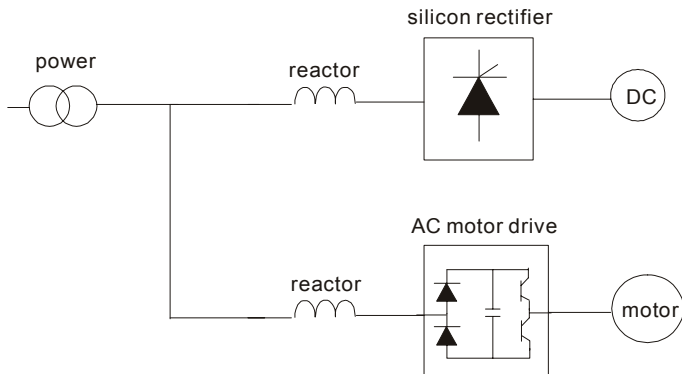 silicon rectifier
power
reactor
DC
AC motor drive
reactor
motor